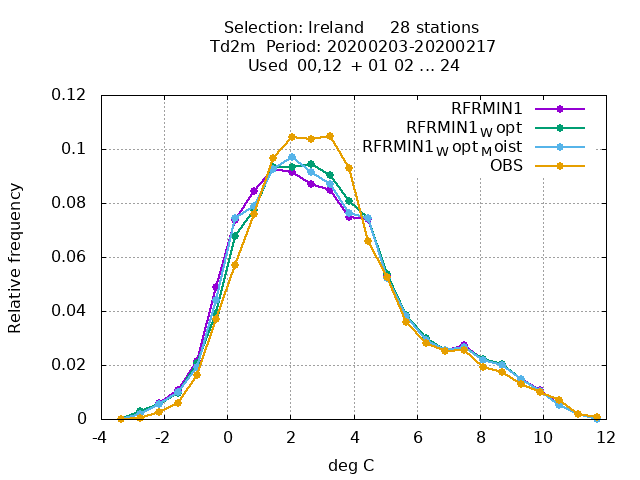 Selection: Ireland     28 stations
Td2m  Period: 20200203-20200217
Used  00,12  + 01 02 ... 24
0.12
0.1
0.08
0.06
0.04
0.02
0
Relative frequency
RFRMIN1
RFRMIN1_Wopt
RFRMIN1_Wopt_Moist
OBS
-4 -2 0 2 4 6 8 10 12
deg C